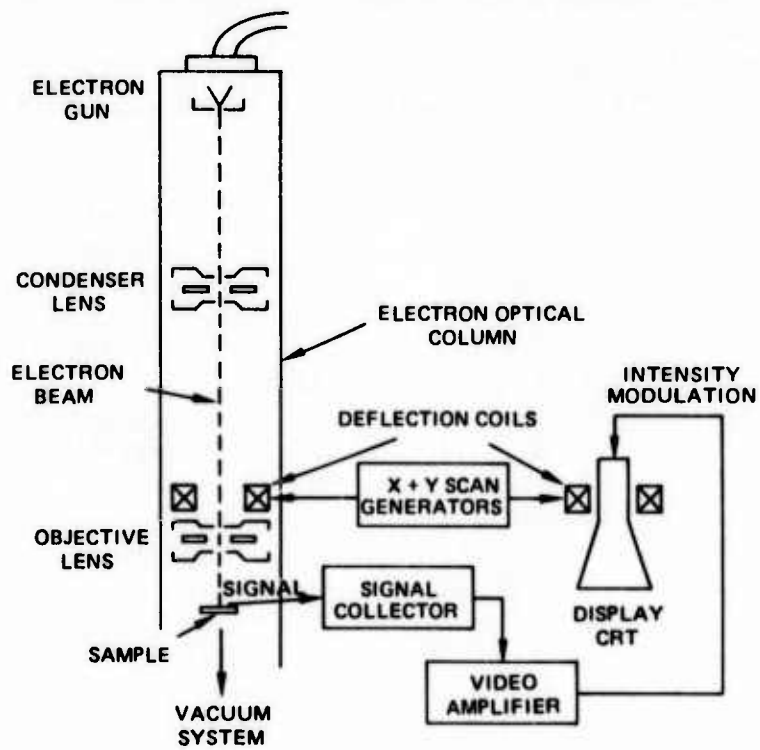 ELECTRON
GUN
CONDENSER
LENS
ELECTRON OPTICAL
COLUMN
ELECTRON
BEAM
INTENSITY
MODULATION
DEFLECTION COILS
X + Y SCAN
GENERATORS
OBJECTIVE
LENS
SIGNAL
SIGNAL
COLLECTOR
DISPLAY
CRT
SAMPLE
VIDEO
AMPLIFIER
VACUUM
SYSTEM